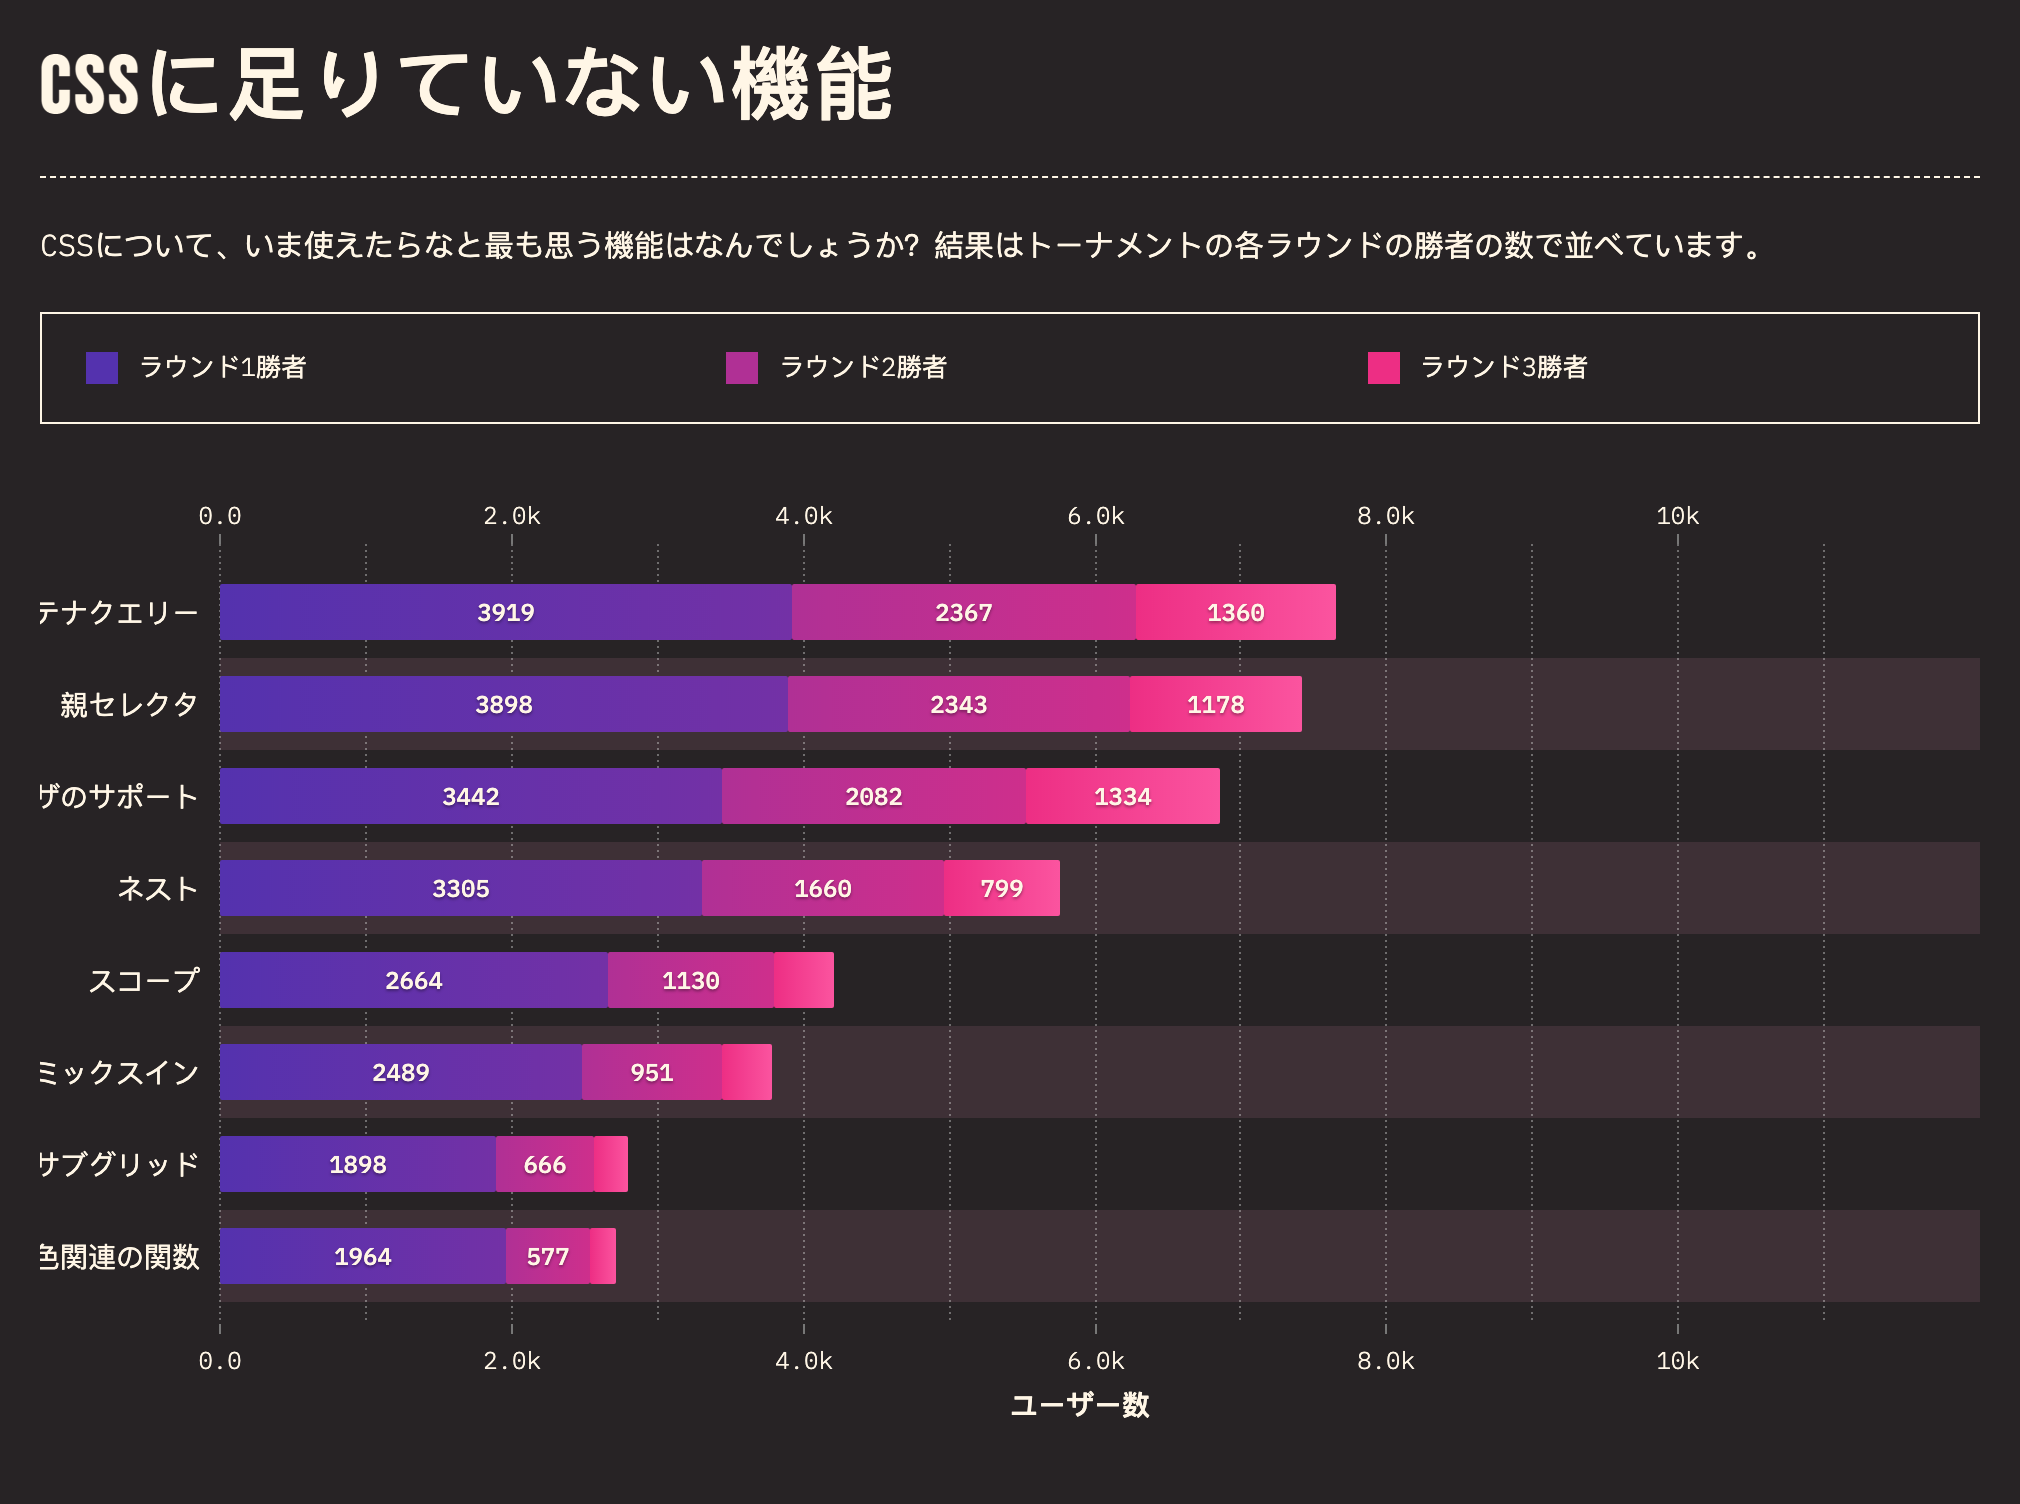 CSSに足りていない機能
CSSについて、いま使えたらなと最も思う機能はなんでしょうか？ 結果はトーナメントの各ラウンドの勝者の数で並べています。
ラウンド1勝者 ラウンド2勝者 ラウンド3勝者
0.0 2.0k 4.0k 6.0k 8.0k 10k
テナクエリー 3919 2367 1360
親セレクタ 3898 2343 1178
ザのサポート 3442 2082 1334
ネスト 3305 1660 799
スコープ 2664 1130
ミックスイン 2489 951
サブグリッド 1898 666
色関連の関数 1964 577
0.0 2.0k 4.0k 6.0k 8.0k 10k
ユーザー数